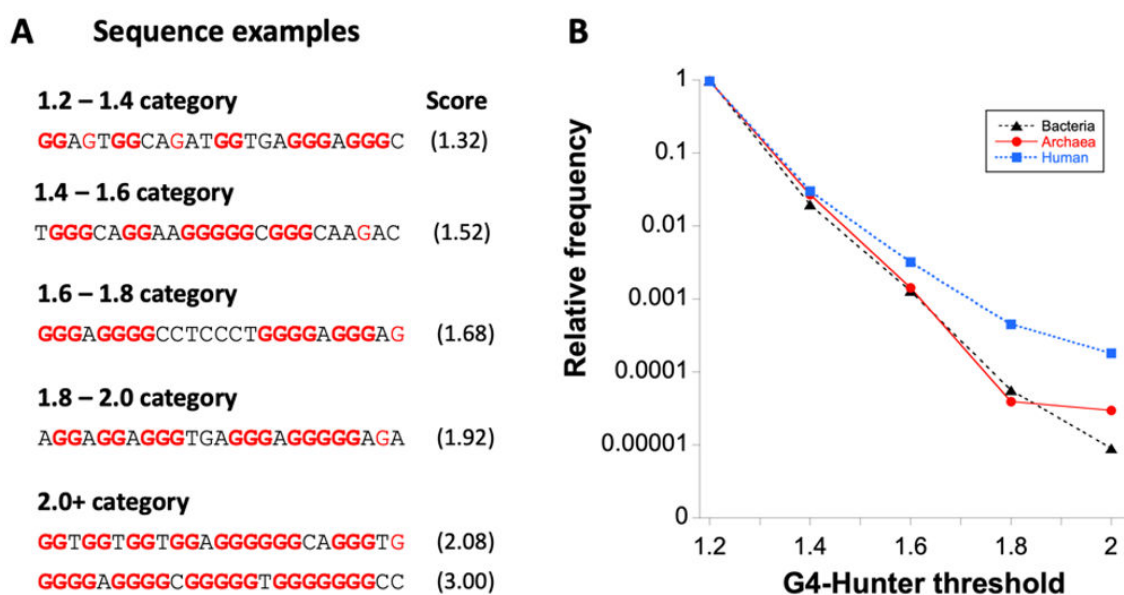 A Sequence examples
1.2 – 1.4 category Score
GGAGTGGCAGATGGTGAGGGAGGGC (1.32)
1.4 – 1.6 category
TGGGCAGGAAGGGGGCGGGCAAGAC (1.52)
1.6 – 1.8 category
GGGAGGGGCCTCCCTGGGGAGGGAG (1.68)
1.8 – 2.0 category
AGGAGGAGGGTGAGGGAGGGGGAGA (1.92)
2.0+ category
GGTGGTGGTGGAGGGGGGCAGGGTG (2.08)
GGGGAGGGGCGGGGGTGGGGGGGCC (3.00)
B
1
0.1
0.01
0.001
0.0001
0.00001
0
Relative frequency
Bacteria
Archaea
Human
1.2 1.4 1.6 1.8 2
G4-Hunter threshold